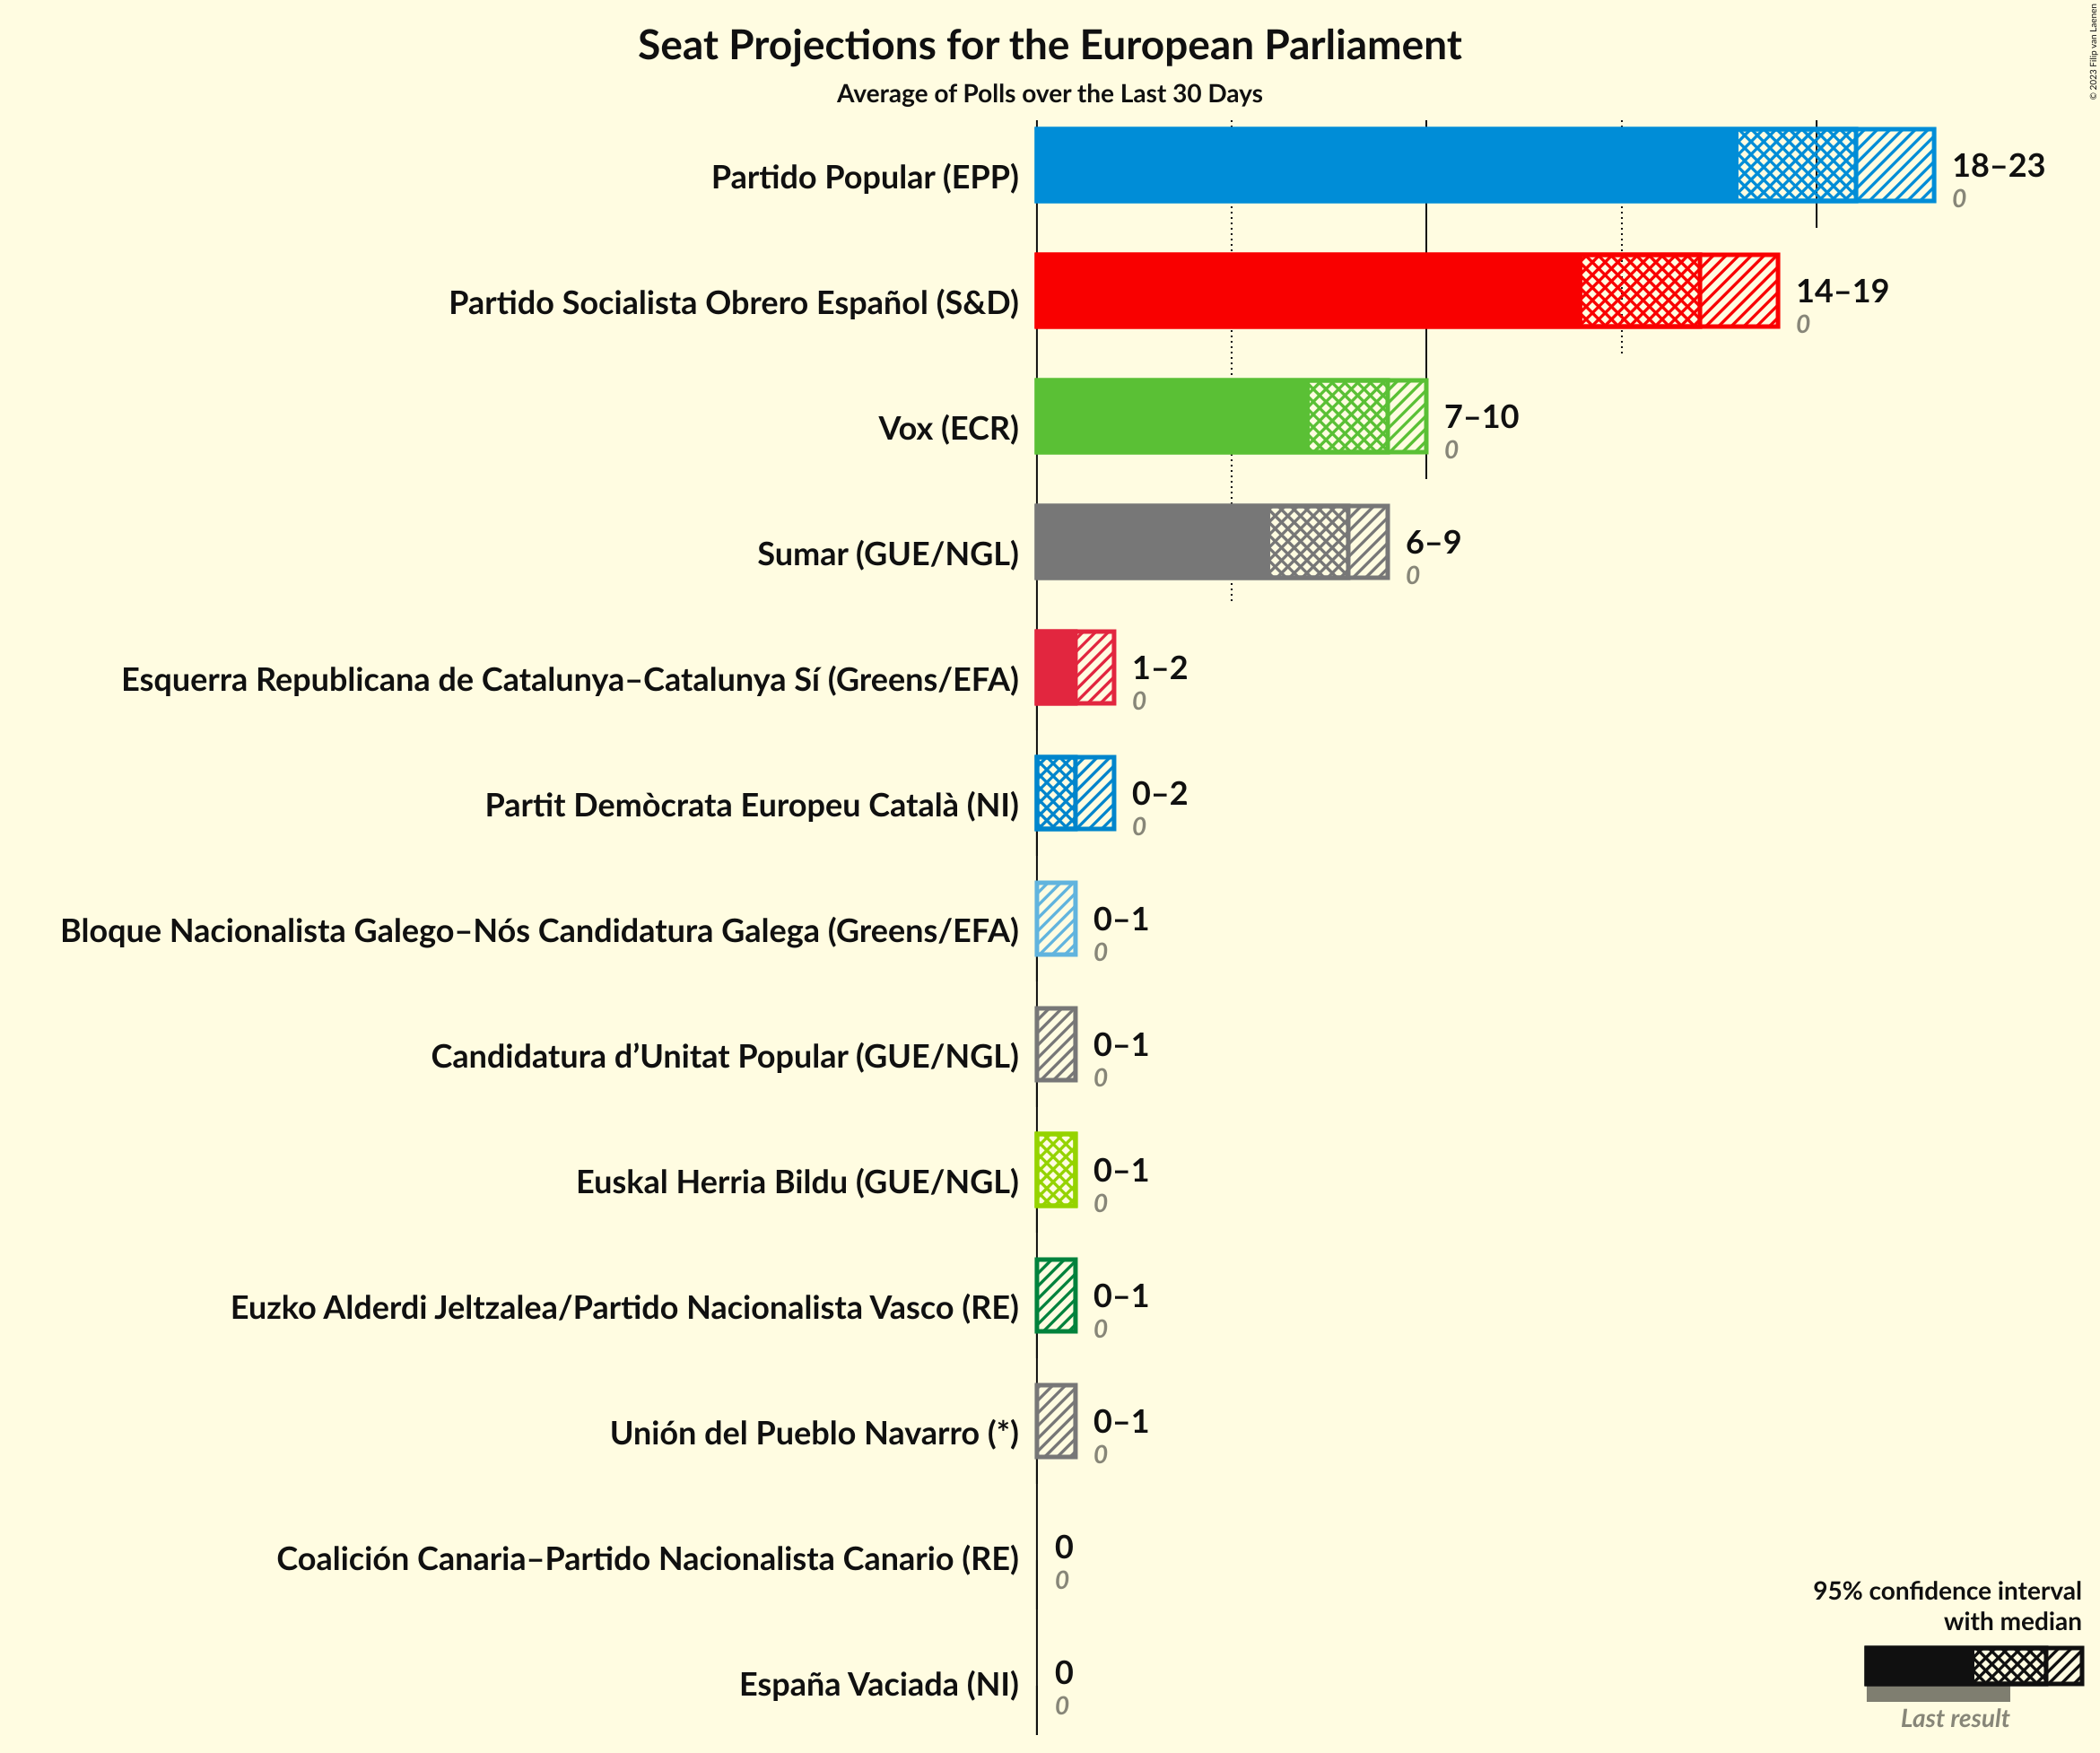 Seat Projections for the European Parliament
Average of Polls over the Last 30 Days
© 2023 Filip van Laenen
Partido Popular (EPP)
18–23
0
Partido Socialista Obrero Español (S&D)
14–19
0
Vox (ECR)
7–10
0
Sumar (GUE/NGL)
6–9
0
Esquerra Republicana de Catalunya–Catalunya Sí (Greens/EFA)
1–2
0
Partit Demòcrata Europeu Català (NI)
0–2
0
Bloque Nacionalista Galego–Nós Candidatura Galega (Greens/EFA)
0–1
0
Candidatura d’Unitat Popular (GUE/NGL)
0–1
0
Euskal Herria Bildu (GUE/NGL)
0–1
0
Euzko Alderdi Jeltzalea/Partido Nacionalista Vasco (RE)
0–1
0
Unión del Pueblo Navarro (*)
0–1
0
Coalición Canaria–Partido Nacionalista Canario (RE)
0
0
España Vaciada (NI)
0
0
95% confidence interval
with median
Last result